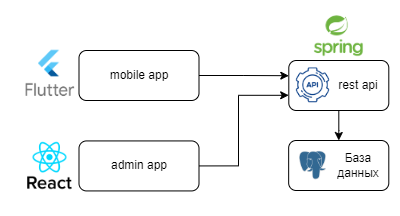 spring
Flutter
mobile app
API
rest api
React
admin app
База
данных